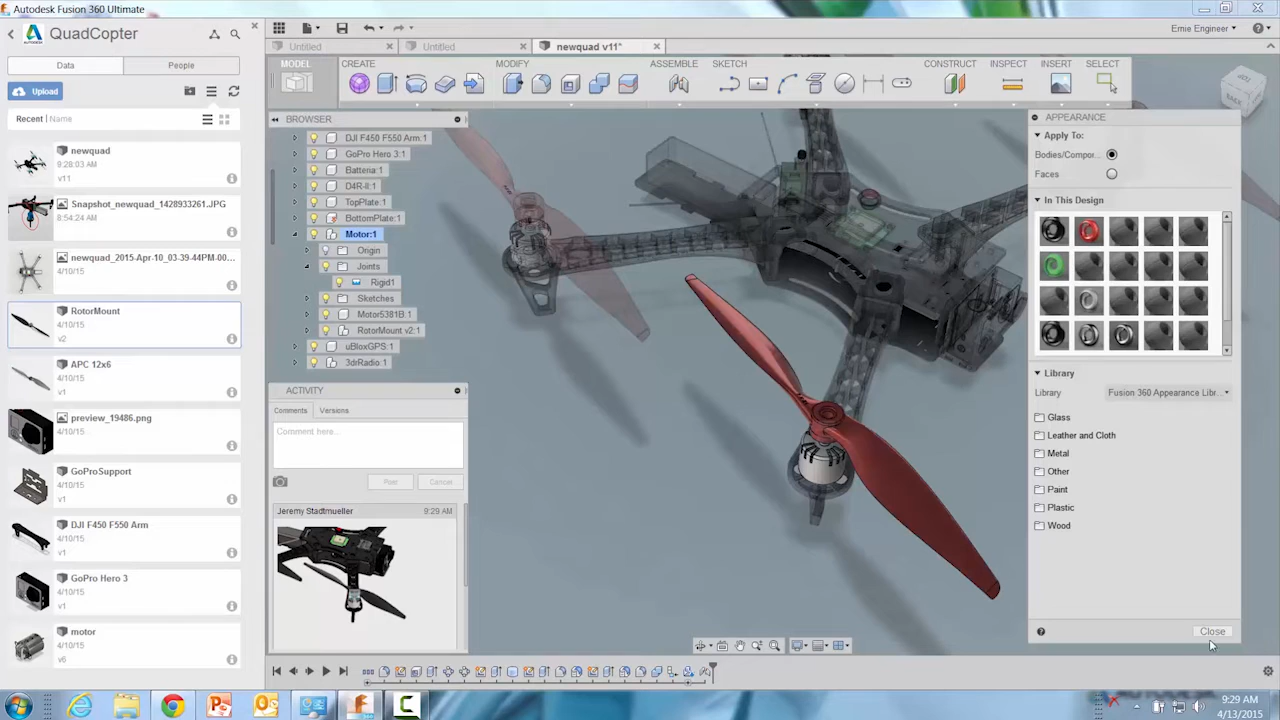 Autodesk Fusion 360 Ultimate
QuadCopter
AUTODESK
Data
People
Upload
Recent | Name
newquad
9:28:03 AM
v11
Snapshot_newquad_1428933261.JPG
8:54:24 AM
newquad_2015-Apr-10_03-39-44PM-00...
4/10/15
RotorMount
4/10/15
v2
APC 12x6
4/10/15
v1
preview_19486.png
4/10/15
GoProSupport
4/10/15
v1
DJI F450 F550 Arm
4/10/15
v1
GoPro Hero 3
4/10/15
v1
motor
4/10/15
v6
Ernie Engineer
Untitled
Untitled
newquad v11*
MODEL
CREATE
MODIFY
ASSEMBLE
SKETCH
CONSTRUCT
INSPECT
INSERT
SELECT
BROWSER
DJI F450 F550 Arm:1
GoPro Hero 3:1
Batteria:1
D4R-II:1
TopPlate:1
BottomPlate:1
Motor:1
Origin
Joints
Rigid1
Sketches
Motor5381B:1
RotorMount v2:1
uBloxGPS:1
3drRadio:1
ACTIVITY
Comments
Versions
Comment here...
Post
Cancel
Jeremy Stadtmueller
9:29 AM
TOP
BACK
APPEARANCE
Apply To:
Bodies/Compor...
Faces
In This Design
Library
Library
Fusion 360 Appearance Libr...
Glass
Leather and Cloth
Metal
Other
Paint
Plastic
Wood
Close
9:29 AM
4/13/2015